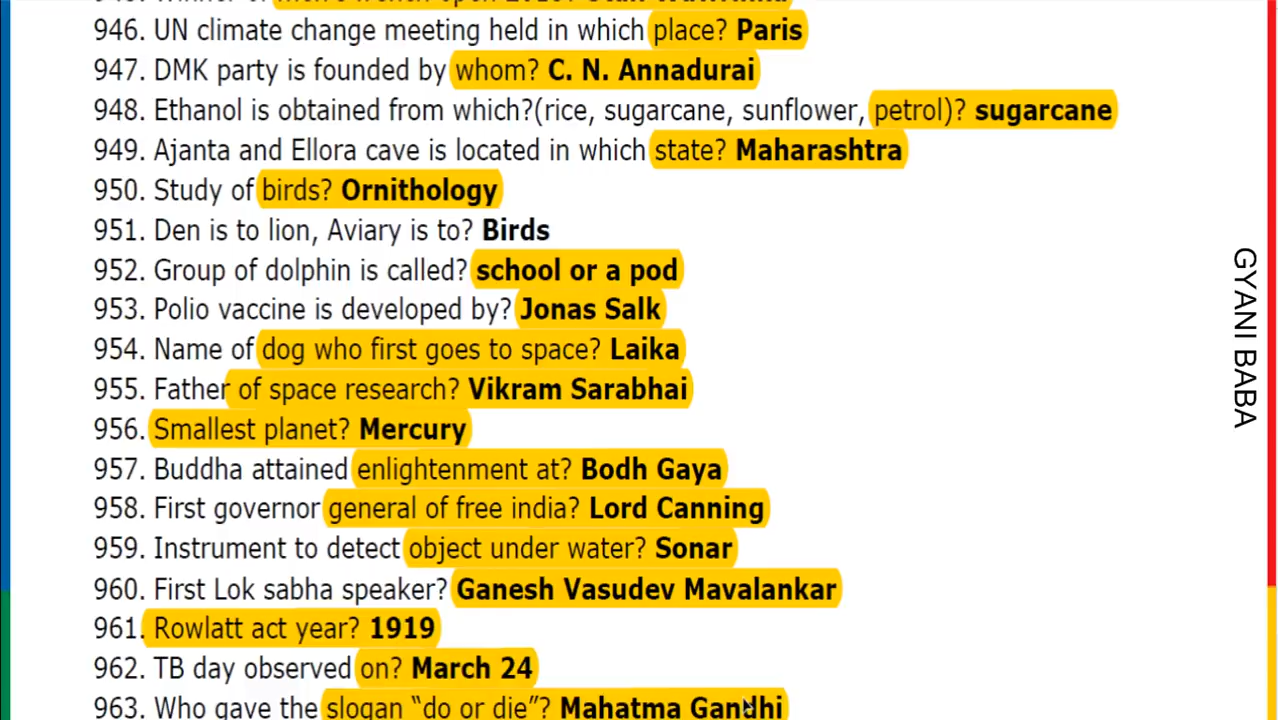 946. UN climate change meeting held in which place? Paris
947. DMK party is founded by whom? C. N. Annadurai
948. Ethanol is obtained from which?(rice, sugarcane, sunflower, petrol)? sugarcane
949. Ajanta and Ellora cave is located in which state? Maharashtra
950. Study of birds? Ornithology
951. Den is to lion, Aviary is to? Birds
952. Group of dolphin is called? school or a pod
953. Polio vaccine is developed by? Jonas Salk
954. Name of dog who first goes to space? Laika
955. Father of space research? Vikram Sarabhai
956. Smallest planet? Mercury
957. Buddha attained enlightenment at? Bodh Gaya
958. First governor general of free india? Lord Canning
959. Instrument to detect object under water? Sonar
960. First Lok sabha speaker? Ganesh Vasudev Mavalankar
961. Rowlatt act year? 1919
962. TB day observed on? March 24
963. Who gave the slogan “do or die”? Mahatma Gandhi
GYANI BABA